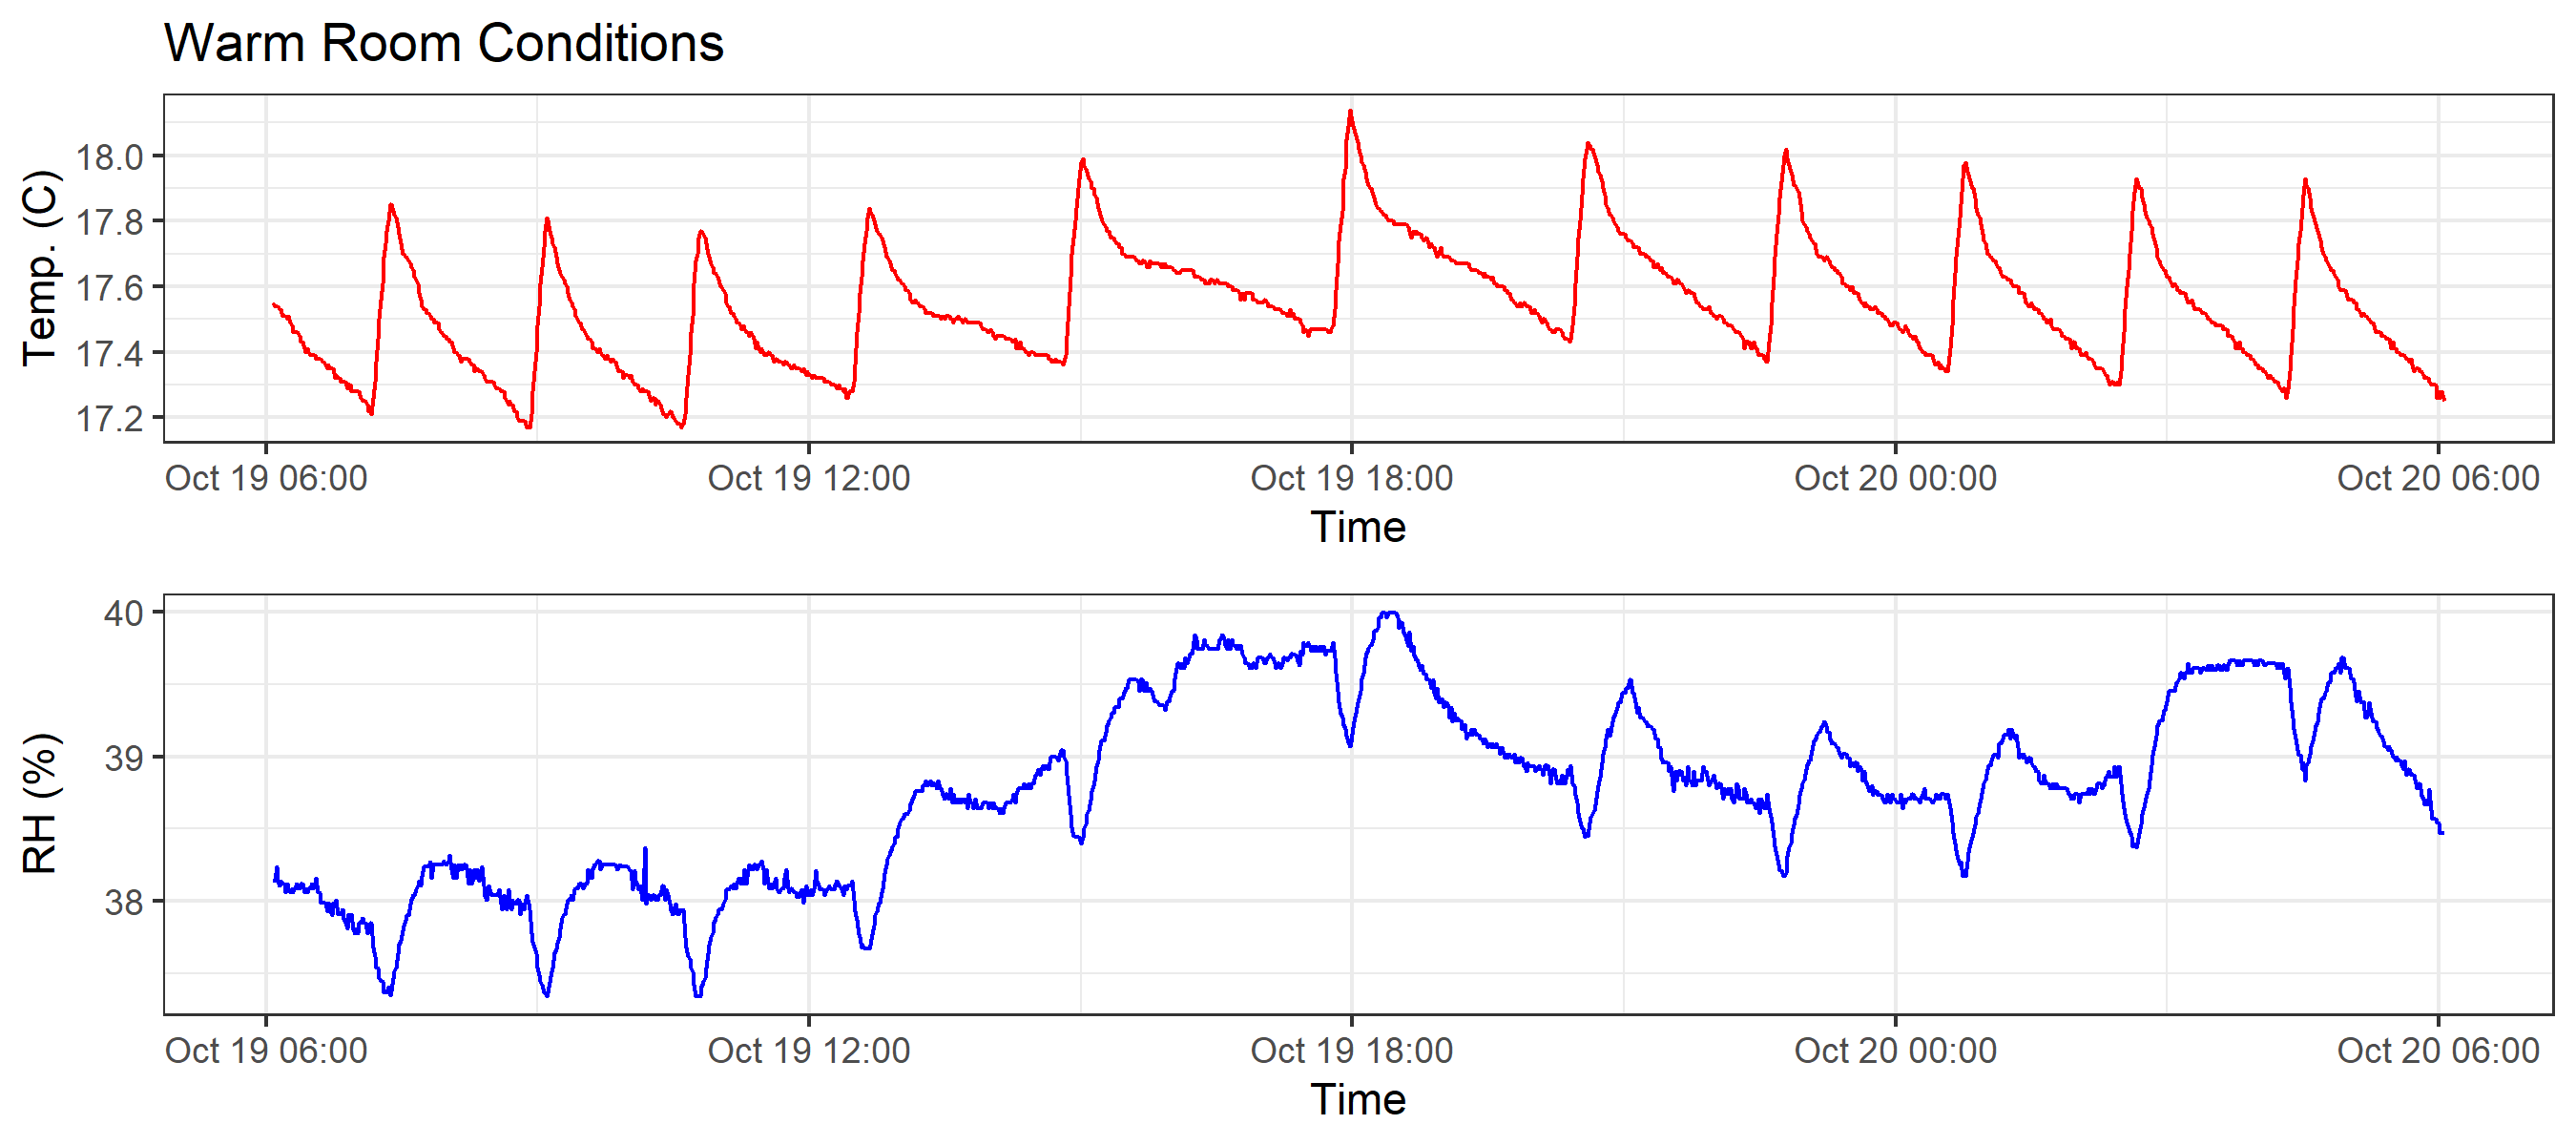 Warm Room Conditions
Temp. (C)
18.0
17.8
17.6
17.4
17.2
Oct 19 06:00 Oct 19 12:00 Oct 19 18:00 Oct 20 00:00 Oct 20 06:00
Time
RH (%)
40
39
38
Oct 19 06:00 Oct 19 12:00 Oct 19 18:00 Oct 20 00:00 Oct 20 06:00
Time